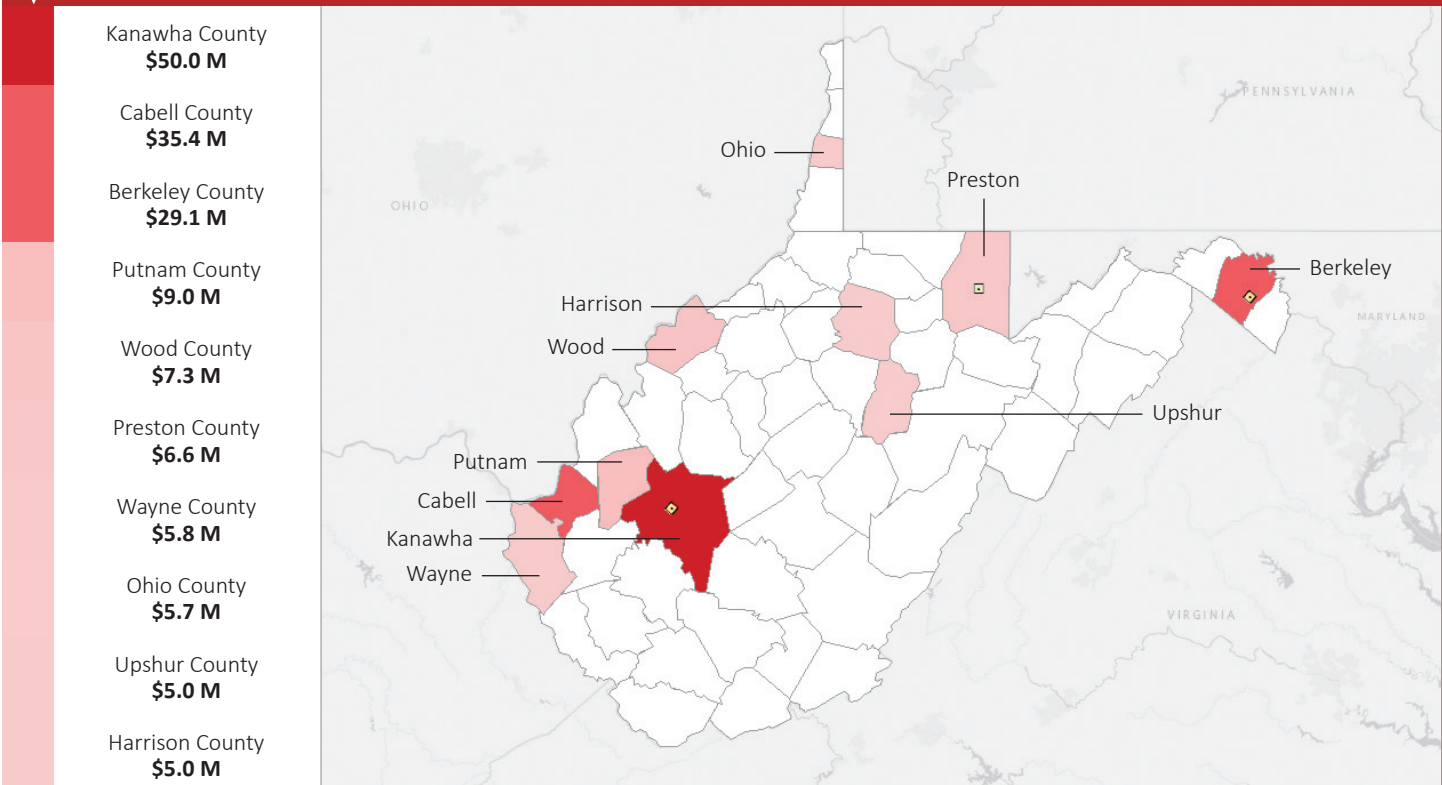 Kanawha County
$50.0 M
Cabell County
$35.4 M
Berkeley County
$29.1 M
Putnam County
$9.0 M
Wood County
$7.3 M
Preston County
$6.6 M
Wayne County
$5.8 M
Ohio County
$5.7 M
Upshur County
$5.0 M
Harrison County
$5.0 M
PENNSYLVANIA
Ohio
Preston
OHIO
Berkeley
Harrison
MARYLAND
Wood
Upshur
Putnam
Cabell
Kanawha
Wayne
VIRGINIA